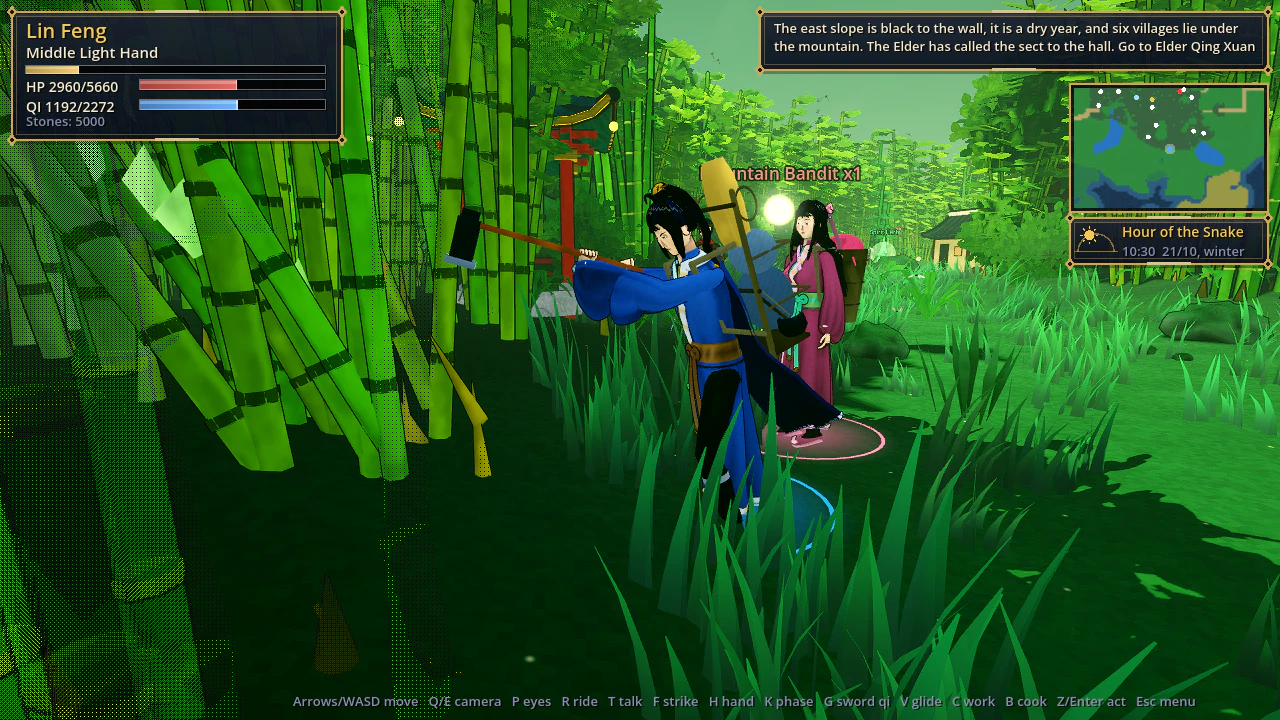 Lin Feng
Middle Light Hand
HP 2960/5660
QI 1192/2272
Stones: 5000
The east slope is black to the wall, it is a dry year, and six villages lie under
the mountain. The Elder has called the sect to the hall. Go to Elder Qing Xuan
untain Bandit x1
Hour of the Snake
10:30 21/10, winter
Arrows/WASD move Q/E camera P eyes R ride T talk F strike H hand K phase G sword qi V glide C work B cook Z/Enter act Esc menu